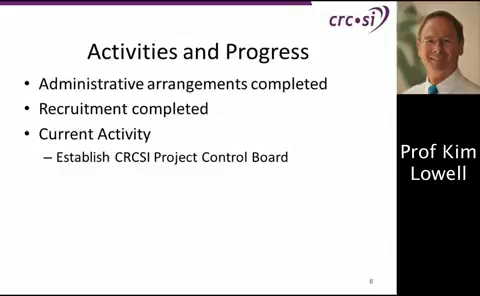 crc•si
Activities and Progress
• Administrative arrangements completed
• Recruitment completed
• Current Activity
– Establish CRCSI Project Control Board
6
Prof Kim
Lowell